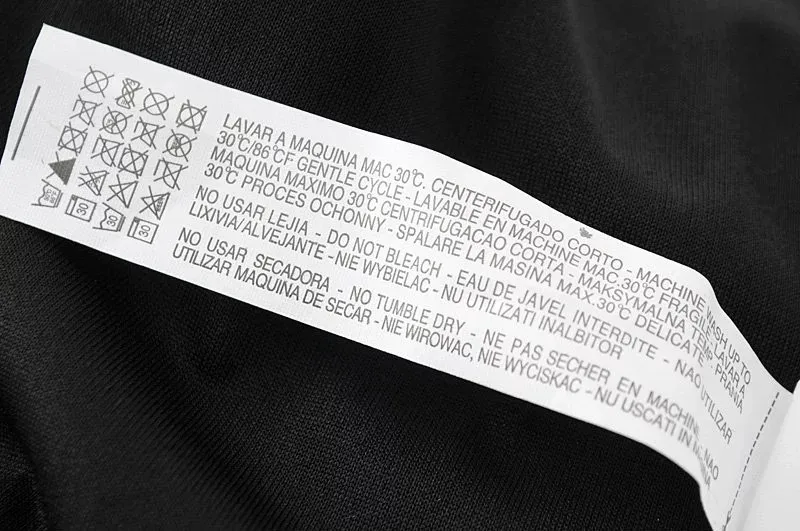 LAVAR A MAQUINA MAC 30℃. CENTERIFUGADO CORTO - MACHINE WASH UP TO
30℃/86℃F GENTLE CYCLE - LAVABLE EN MACHINE MAC.30℃ FRAGILE - LAVAR A
MAQUINA MAXIMO 30℃ CENTRIFUGACAO CORTA - MAKSYMALNA TEMP. PRANIA
30℃ PROCES OCHONNY - SPALARE LA MASINA MAX.30℃ DELICATE
NO USAR LEJIA - DO NOT BLEACH - EAU DE JAVEL INTERDITE - NAO UTILIZAR
LIXIVIA/ALVEJANTE - NIE WYBIELAC - NU UTILIZATI INALBITOR
NO USAR SECADORA - NO TUMBLE DRY - NE PAS SECHER EN MACHINE - NAO
UTILIZAR MAQUINA DE SECAR - NIE WIROWAC, NIE WYCISKAC - NU USCATI IN
30 30 30